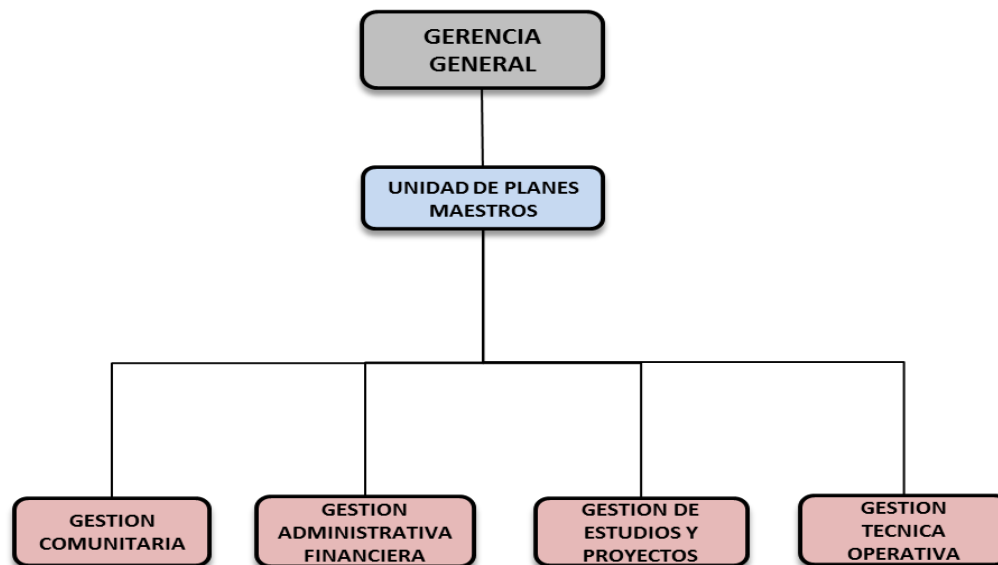 GERENCIA
GENERAL
UNIDAD DE PLANES
MAESTROS
GESTION
COMUNITARIA
GESTION
ADMINISTRATIVA
FINANCIERA
GESTION DE
ESTUDIOS Y
PROYECTOS
GESTION
TECNICA
OPERATIVA